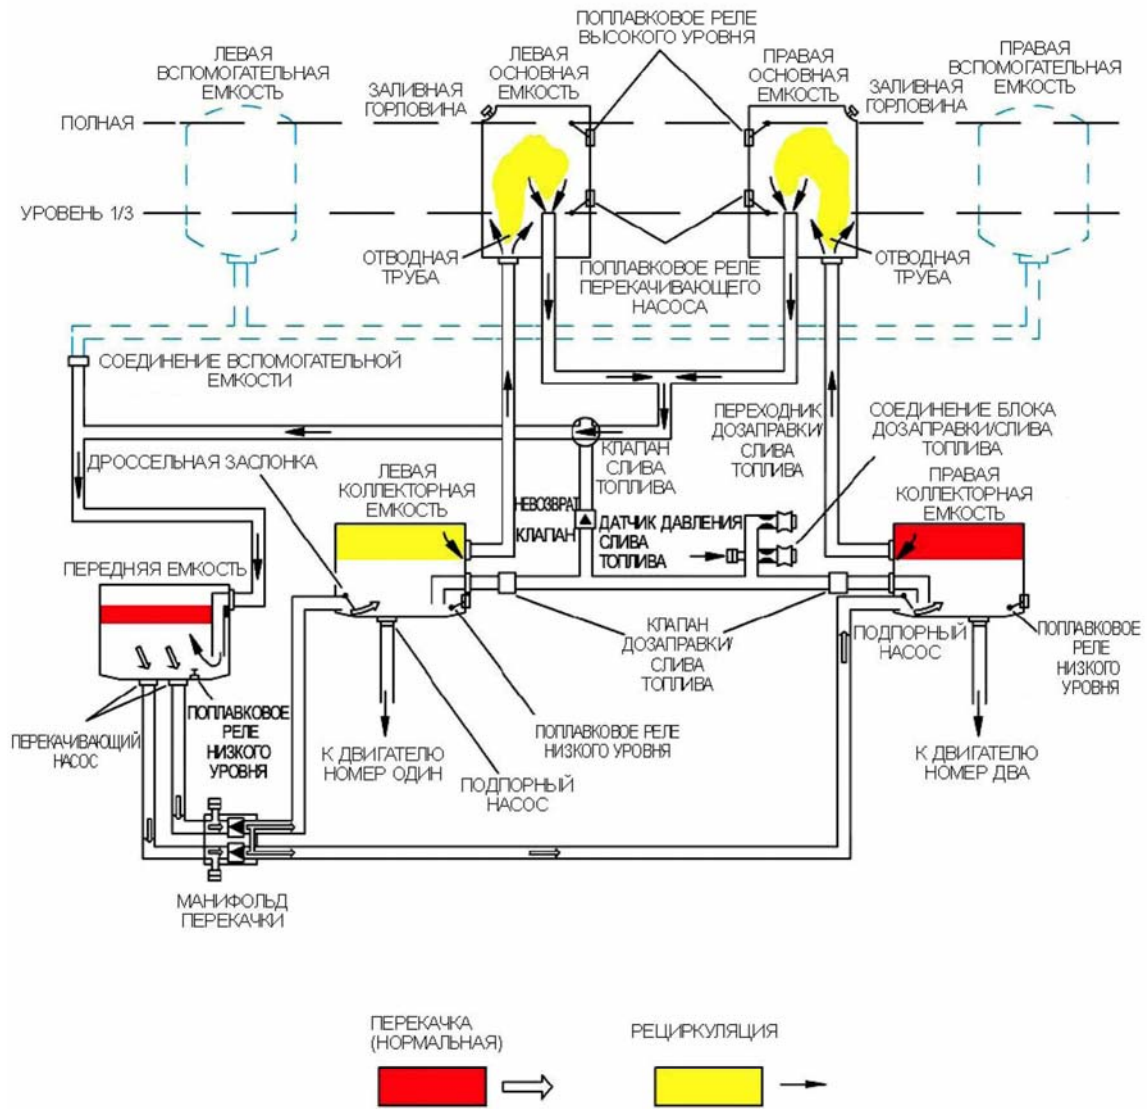 ПОПЛАВКОВОЕ РЕЛЕ
ВЫСОКОГО УРОВНЯ
ЛЕВАЯ
ВСПОМОГАТЕЛЬНАЯ
ЕМКОСТЬ
ЛЕВАЯ
ОСНОВНАЯ
ЕМКОСТЬ
ПРАВАЯ
ОСНОВНАЯ
ЕМКОСТЬ
ПРАВАЯ
ВСПОМОГАТЕЛЬНАЯ
ЕМКОСТЬ
ЗАЛИВНАЯ
ГОРЛОВИНА
ЗАЛИВНАЯ
ГОРЛОВИНА
ПОЛНАЯ
УРОВЕНЬ 1/3
ОТВОДНАЯ
ТРУБА
ПОПЛАВКОВОЕ РЕЛЕ
ПЕРЕКАЧИВАЮЩЕГО
НАСОСА
ОТВОДНАЯ
ТРУБА
СОЕДИНЕНИЕ ВСПОМОГАТЕЛЬНОЙ
ЕМКОСТИ
ПЕРЕХОДНИК
ДОЗАПРАВКИ/
СЛИВА
ТОПЛИВА
СОЕДИНЕНИЕ БЛОКА
ДОЗАПРАВКИ/СЛИВА
ТОПЛИВА
ДРОССЕЛЬНАЯ ЗАСЛОНКА
КЛАПАН
СЛИВА
ТОПЛИВА
ЛЕВАЯ
КОЛЛЕКТОРНАЯ
ЕМКОСТЬ
ПРАВАЯ
КОЛЛЕКТОРНАЯ
ЕМКОСТЬ
НЕВОЗВРАТ
КЛАПАН
ДАТЧИК ДАВЛЕНИЯ
СЛИВА
ТОПЛИВА
ПЕРЕДНЯЯ ЕМКОСТЬ
КЛАПАН
ДОЗАПРАВКИ/
СЛИВА
ТОПЛИВА
ПОДПОРНЫЙ
НАСОС
ПОПЛАВКОВОЕ
РЕЛЕ
НИЗКОГО
УРОВНЯ
ПЕРЕКАЧИВАЮЩИЙ
НАСОС
ПОПЛАВКОВОЕ
РЕЛЕ
НИЗКОГО
УРОВНЯ
К ДВИГАТЕЛЮ
НОМЕР ОДИН
ПОПЛАВКОВОЕ РЕЛЕ
НИЗКОГО УРОВНЯ
К ДВИГАТЕЛЮ
НОМЕР ДВА
ПОДПОРНЫЙ
НАСОС
МАНИФОЛЬД
ПЕРЕКАЧКИ
ПЕРЕКАЧКА
(НОРМАЛЬНАЯ)
РЕЦИРКУЛЯЦИЯ